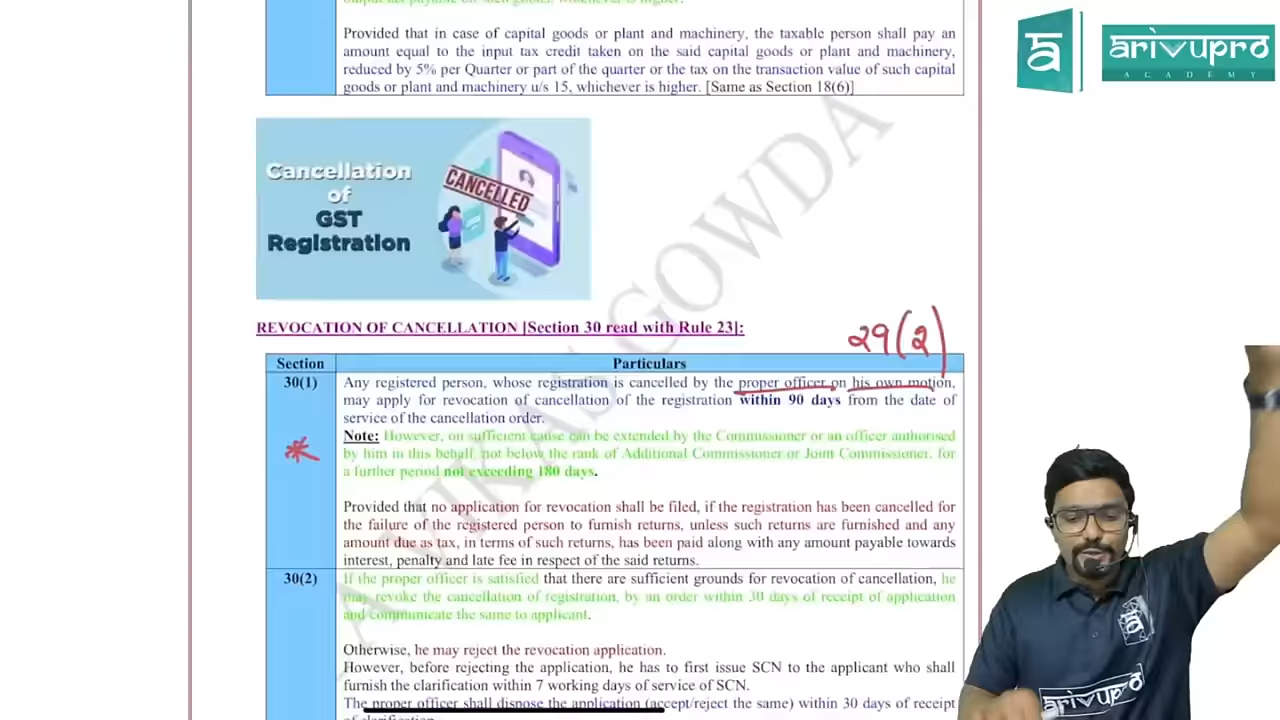 output tax payable on such goods, whichever is higher.
Provided that in case of capital goods or plant and machinery, the taxable person shall pay an
amount equal to the input tax credit taken on the said capital goods or plant and machinery,
reduced by 5% per Quarter or part of the quarter or the tax on the transaction value of such capital
goods or plant and machinery u/s 15, whichever is higher. [Same as Section 18(6)]
arivupro
ACADEMY
Cancellation
of
GST
Registration
CANCELLED
REVOCATION OF CANCELLATION [Section 30 read with Rule 23]:
29(2)
Section Particulars
30(1) Any registered person, whose registration is cancelled by the proper officer on his own motion,
may apply for revocation of cancellation of the registration within 90 days from the date of
service of the cancellation order.
Note: However, on sufficient cause can be extended by the Commissioner or an officer authorised
by him in this behalf, not below the rank of Additional Commissioner or Joint Commissioner, for
a further period not exceeding 180 days.
Provided that no application for revocation shall be filed, if the registration has been cancelled for
the failure of the registered person to furnish returns, unless such returns are furnished and any
amount due as tax, in terms of such returns, has been paid along with any amount payable towards
interest, penalty and late fee in respect of the said returns.
30(2) If the proper officer is satisfied that there are sufficient grounds for revocation of cancellation, he
may revoke the cancellation of registration, by an order within 30 days of receipt of application
and communicate the same to applicant.
Otherwise, he may reject the revocation application.
However, before rejecting the application, he has to first issue SCN to the applicant who shall
furnish the clarification within 7 working days of service of SCN.
The proper officer shall dispose the application (accept/reject the same) within 30 days of receipt
of clarification
VIKAS GOWDA
arivupro